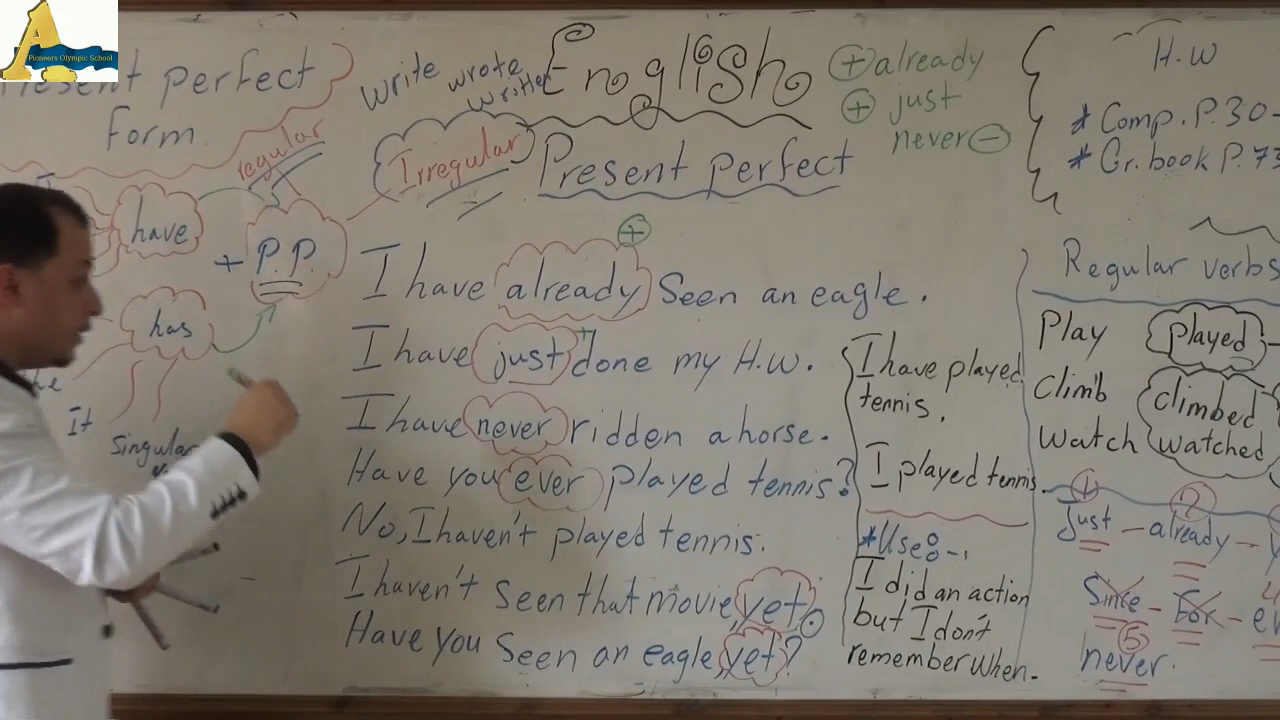 Pioneers Olympic School
Present perfect
form
regular
have
+ P.P.
has
It
Singular
write wrote
written
Irregular
English
Present perfect
+ already
+ just
never -
H.W
* Comp. P. 30
* Gr. book P. 73
+
I have already Seen an eagle.
+
I have just done my H.W.
I have never ridden a horse.
Have you ever played tennis?
No, I haven't played tennis.
I haven't Seen that movie, yet.
Have you Seen an eagle, yet?
I have played
tennis.
I played tennis.
* Use:-
I did an action
but I don't
remember when.
Regular verbs
Play played
Climb climbed
Watch watched
1 2
Just - already -
Since - For -
5
never.